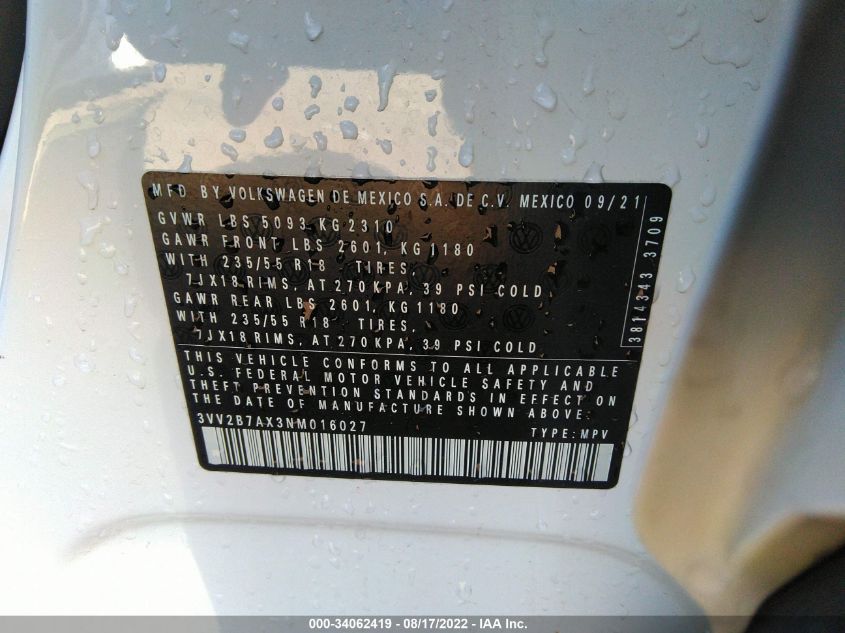 MFD. BY VOLKSWAGEN DE MEXICO S.A. DE C.V. MEXICO 09/21
GVWR LBS 5093 KG 2310
GAWR FRONT LBS 2601, KG 1180
WITH 235/55 R18 TIRES,
7JX18 RIMS, AT 270 KPA, 39 PSI COLD
GAWR REAR LBS 2601, KG 1180
WITH 235/55 R18 TIRES,
7JX18 RIMS, AT 270 KPA, 39 PSI COLD
THIS VEHICLE CONFORMS TO ALL APPLICABLE
U.S. FEDERAL MOTOR VEHICLE SAFETY AND
THEFT PREVENTION STANDARDS IN EFFECT ON
THE DATE OF MANUFACTURE SHOWN ABOVE.
3VV2B7AX3NM016027 TYPE: MPV
3814343 3709
000-34062419 - 08/17/2022 - IAA Inc.